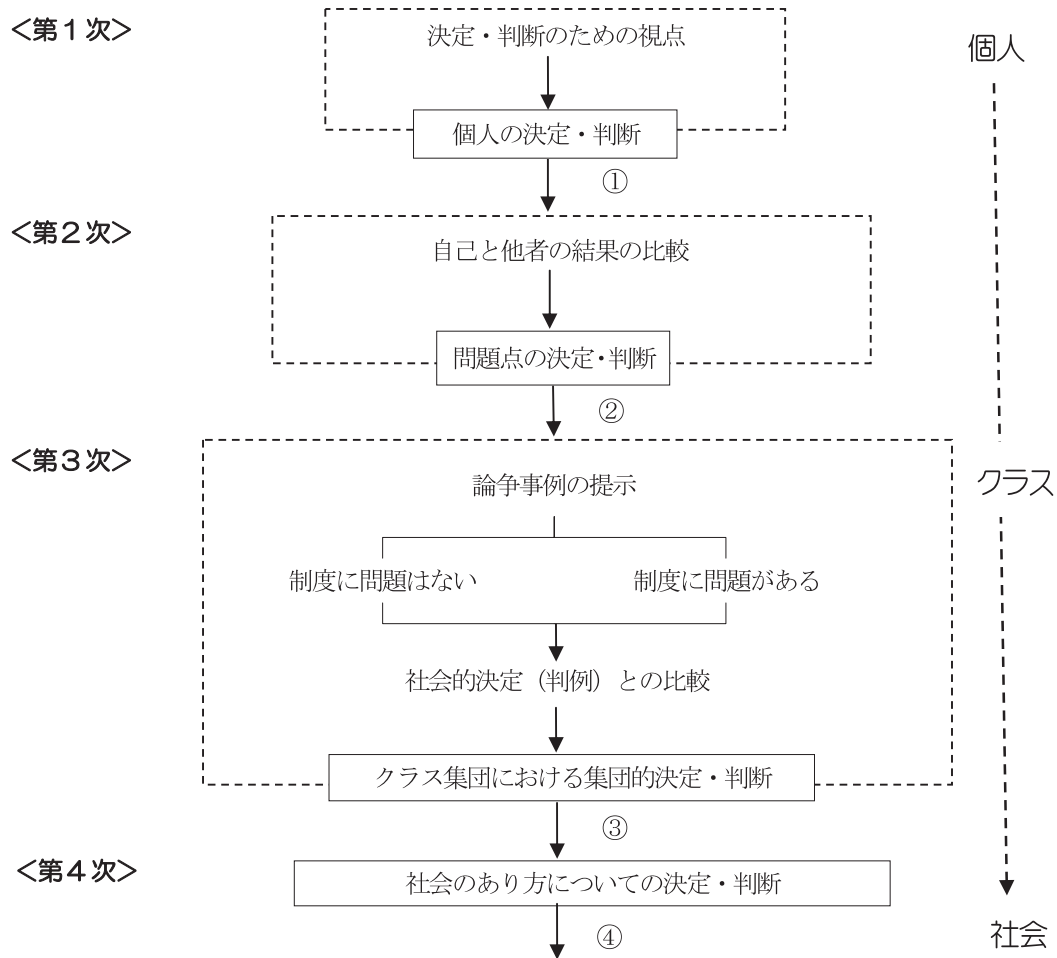 <第1次>
決定・判断のための視点
個人
個人の決定・判断
①
<第2次>
自己と他者の結果の比較
問題点の決定・判断
②
<第3次>
論争事例の提示
クラス
制度に問題はない
制度に問題がある
社会的決定（判例）との比較
クラス集団における集団的決定・判断
③
<第4次>
社会のあり方についての決定・判断
④
社会